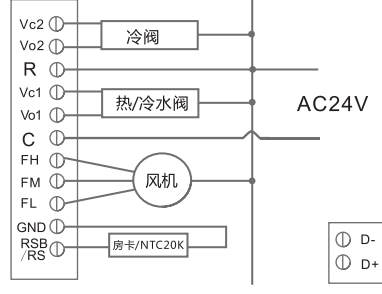 Vc2
Vo2
冷阀
R
Vc1
Vo1
热/冷水阀
AC24V
C
FH
FM
FL
风机
GND
RSB
/RS
房卡/NTC20K
D-
D+